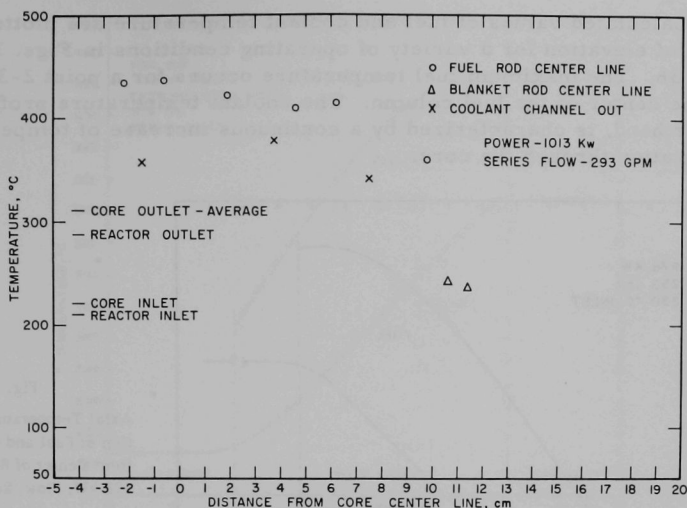 500
400
300
200
100
50
TEMPERATURE, °C
FUEL ROD CENTER LINE
BLANKET ROD CENTER LINE
COOLANT CHANNEL OUT
POWER-1013 Kw
SERIES FLOW-293 GPM
CORE OUTLET-AVERAGE
REACTOR OUTLET
CORE INLET
REACTOR INLET
-5 -4 -3 -2 -1 0 1 2 3 4 5 6 7 8 9 10 11 12 13 14 15 16 17 18 19 20
DISTANCE FROM CORE CENTER LINE, cm